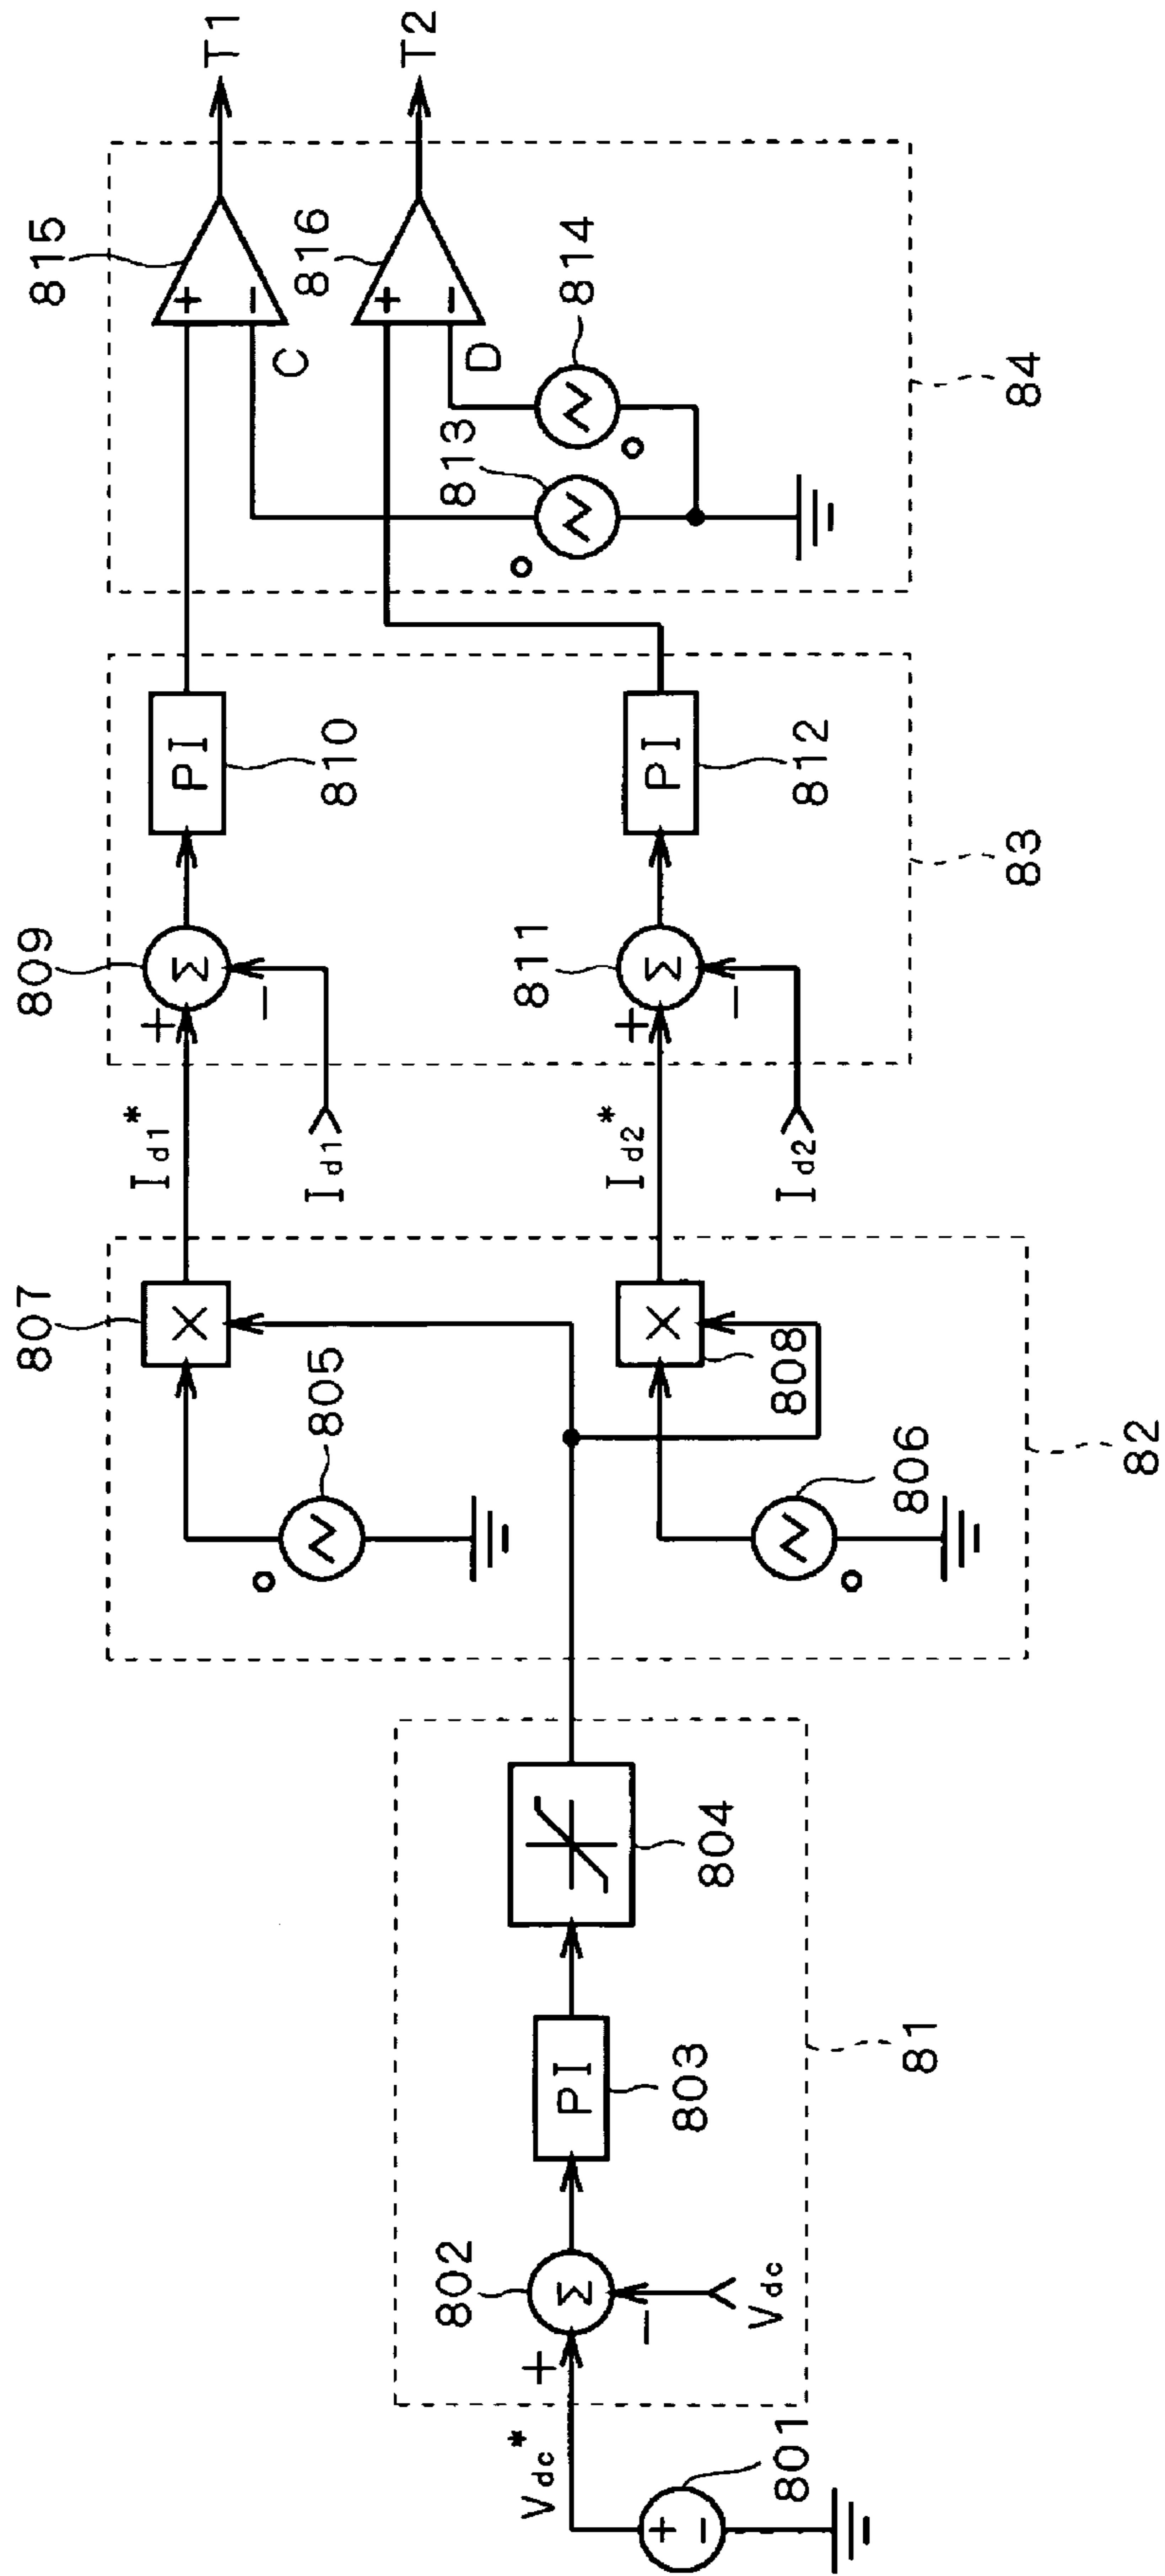 T1
T2
815
+
−
C
816
+
−
D
814
813
84
PI
810
PI
812
83
809
Σ
+
−
811
Σ
+
−
Id1*
Id1
Id2*
Id2
807
×
805
×
808
806
82
804
PI
803
81
802
Σ
+
−
Vdc
Vdc*
+
−
801